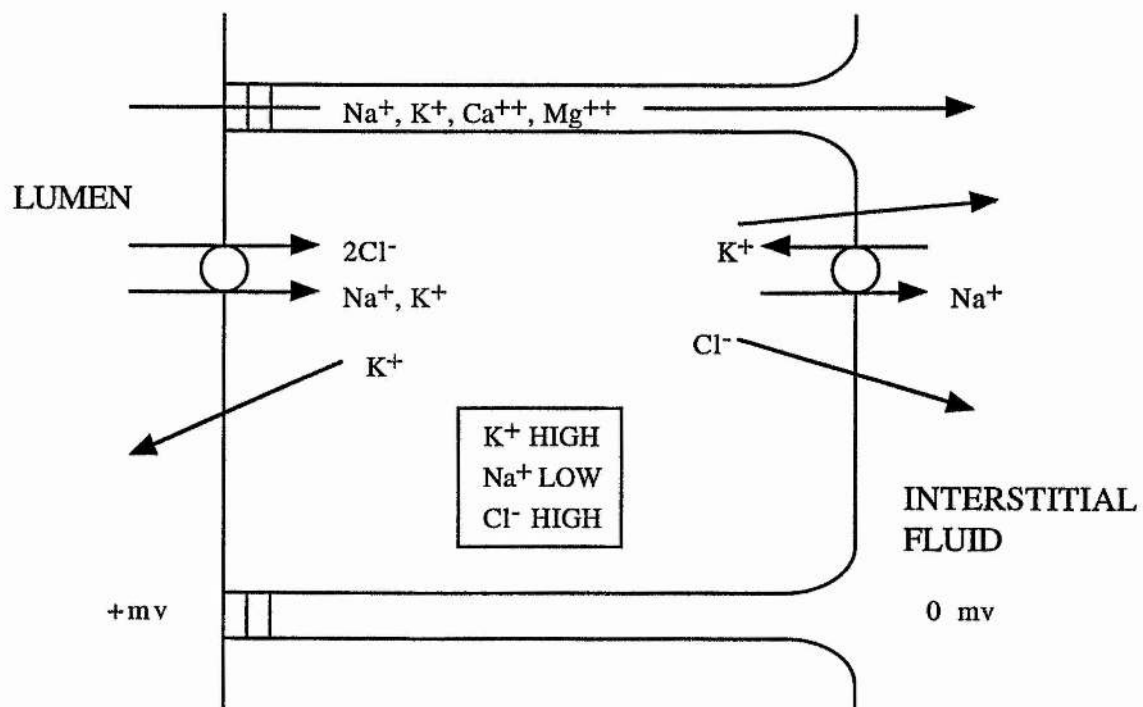 Na⁺, K⁺, Ca⁺⁺, Mg⁺⁺
LUMEN
2Cl⁻
Na⁺, K⁺
K⁺
K⁺
Na⁺
Cl⁻
K⁺ HIGH
Na⁺ LOW
Cl⁻ HIGH
INTERSTITIAL
FLUID
+mv
0 mv